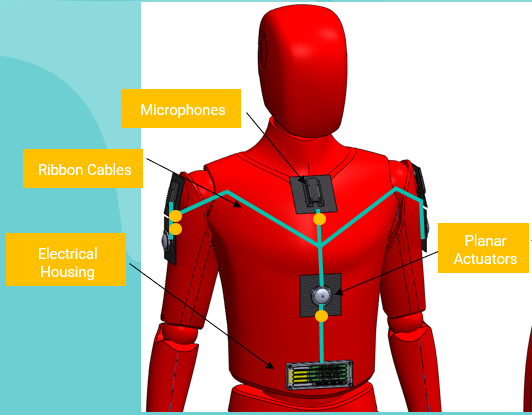 Microphones
Ribbon Cables
Electrical
Housing
Planar
Actuators